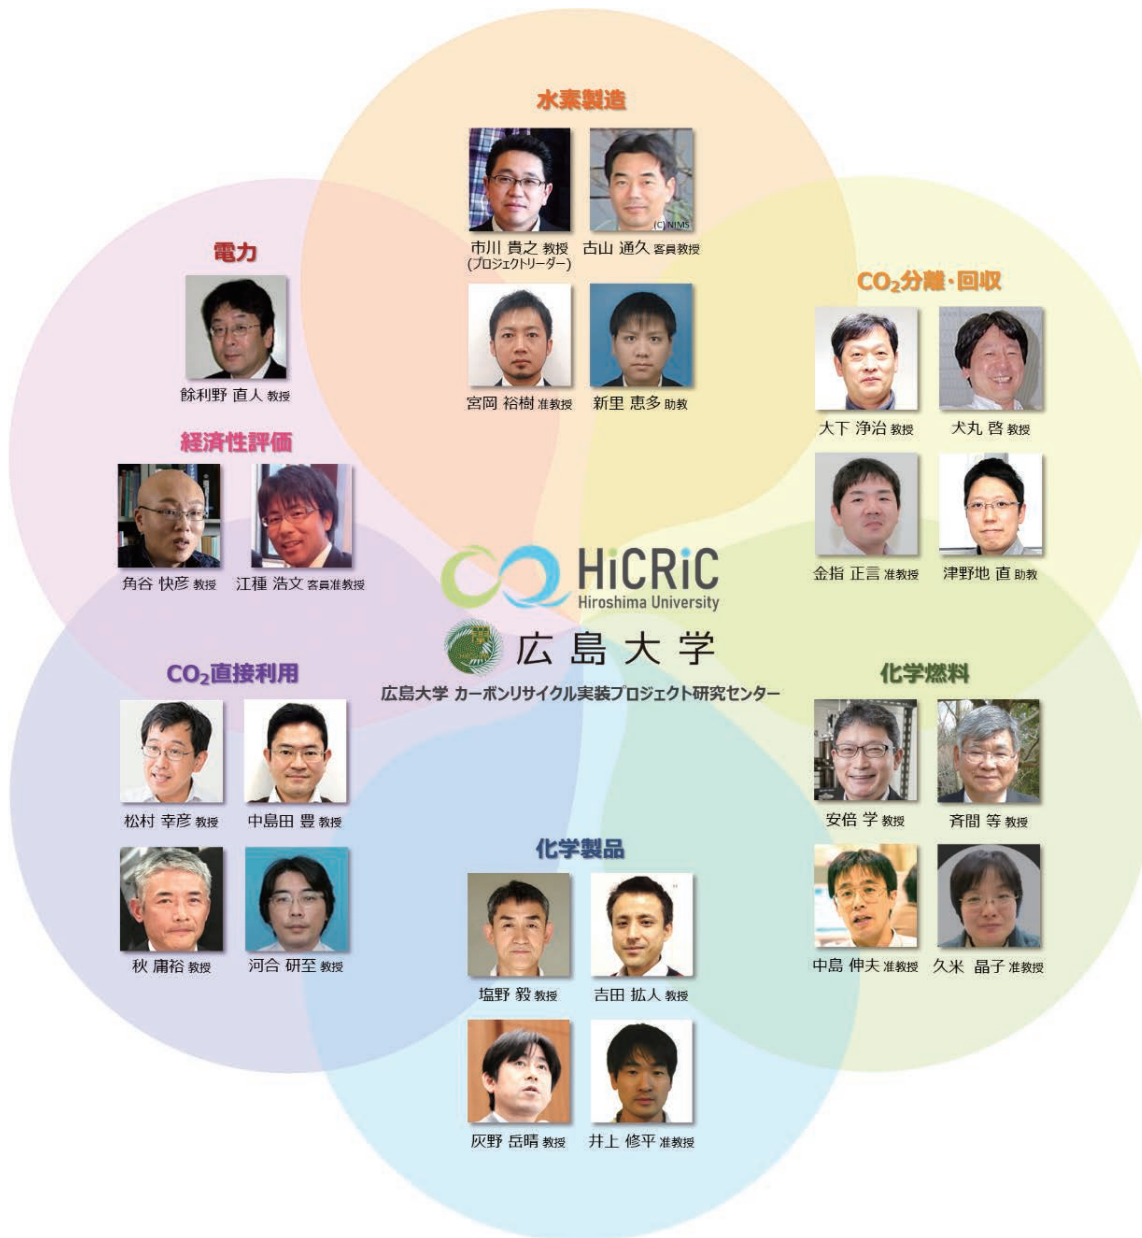 水素製造
(C) NIMS
市川 貴之 教授
(プロジェクトリーダー)
古山 通久 客員教授
宮岡 裕樹 准教授
新里 恵多 助教
電力
餘利野 直人 教授
経済性評価
角谷 快彦 教授
江種 浩文 客員准教授
CO₂分離・回収
大下 浄治 教授
犬丸 啓 教授
金指 正言 准教授
津野地 直 助教
HiCRiC
Hiroshima University
広島大学
広島大学 カーボンリサイクル実装プロジェクト研究センター
CO₂直接利用
松村 幸彦 教授
中島田 豊 教授
秋 庸裕 教授
河合 研至 教授
化学燃料
安倍 学 教授
斉間 等 教授
中島 伸夫 准教授
久米 晶子 准教授
化学製品
塩野 毅 教授
吉田 拡人 教授
灰野 岳晴 教授
井上 修平 准教授